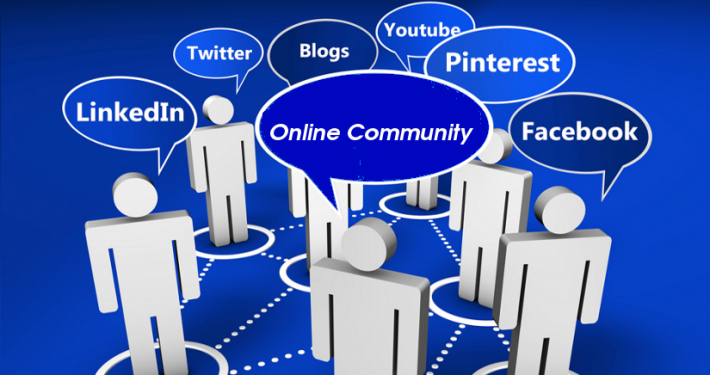 Youtube
Twitter
Blogs
Pinterest
LinkedIn
Online Community
Facebook